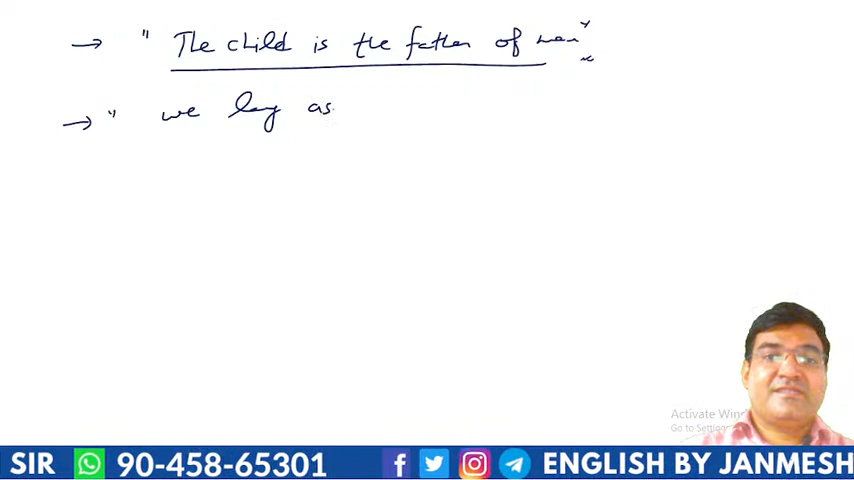 → " The child is the father of man "
→ " we lay as
Activate Wind
Go to Settings
SIR 90-458-65301 ENGLISH BY JANMESH